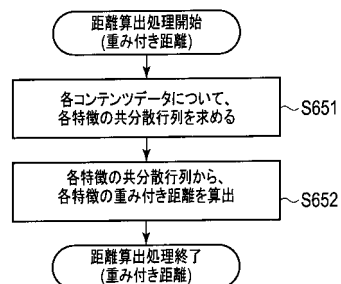 距離算出処理開始
(重み付き距離)
各コンテンツデータについて、
各特徴の共分散行列を求める
S651
各特徴の共分散行列から、
各特徴の重み付き距離を算出
S652
距離算出処理終了
(重み付き距離)